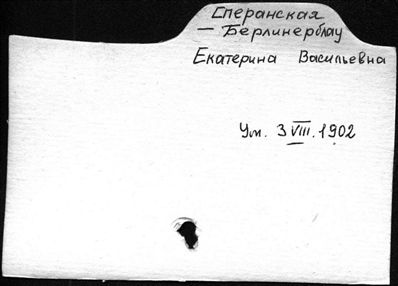 Сперанская
— Берлинерблау
Екатерина Васильевна
Ум. 3 VIII. 1902